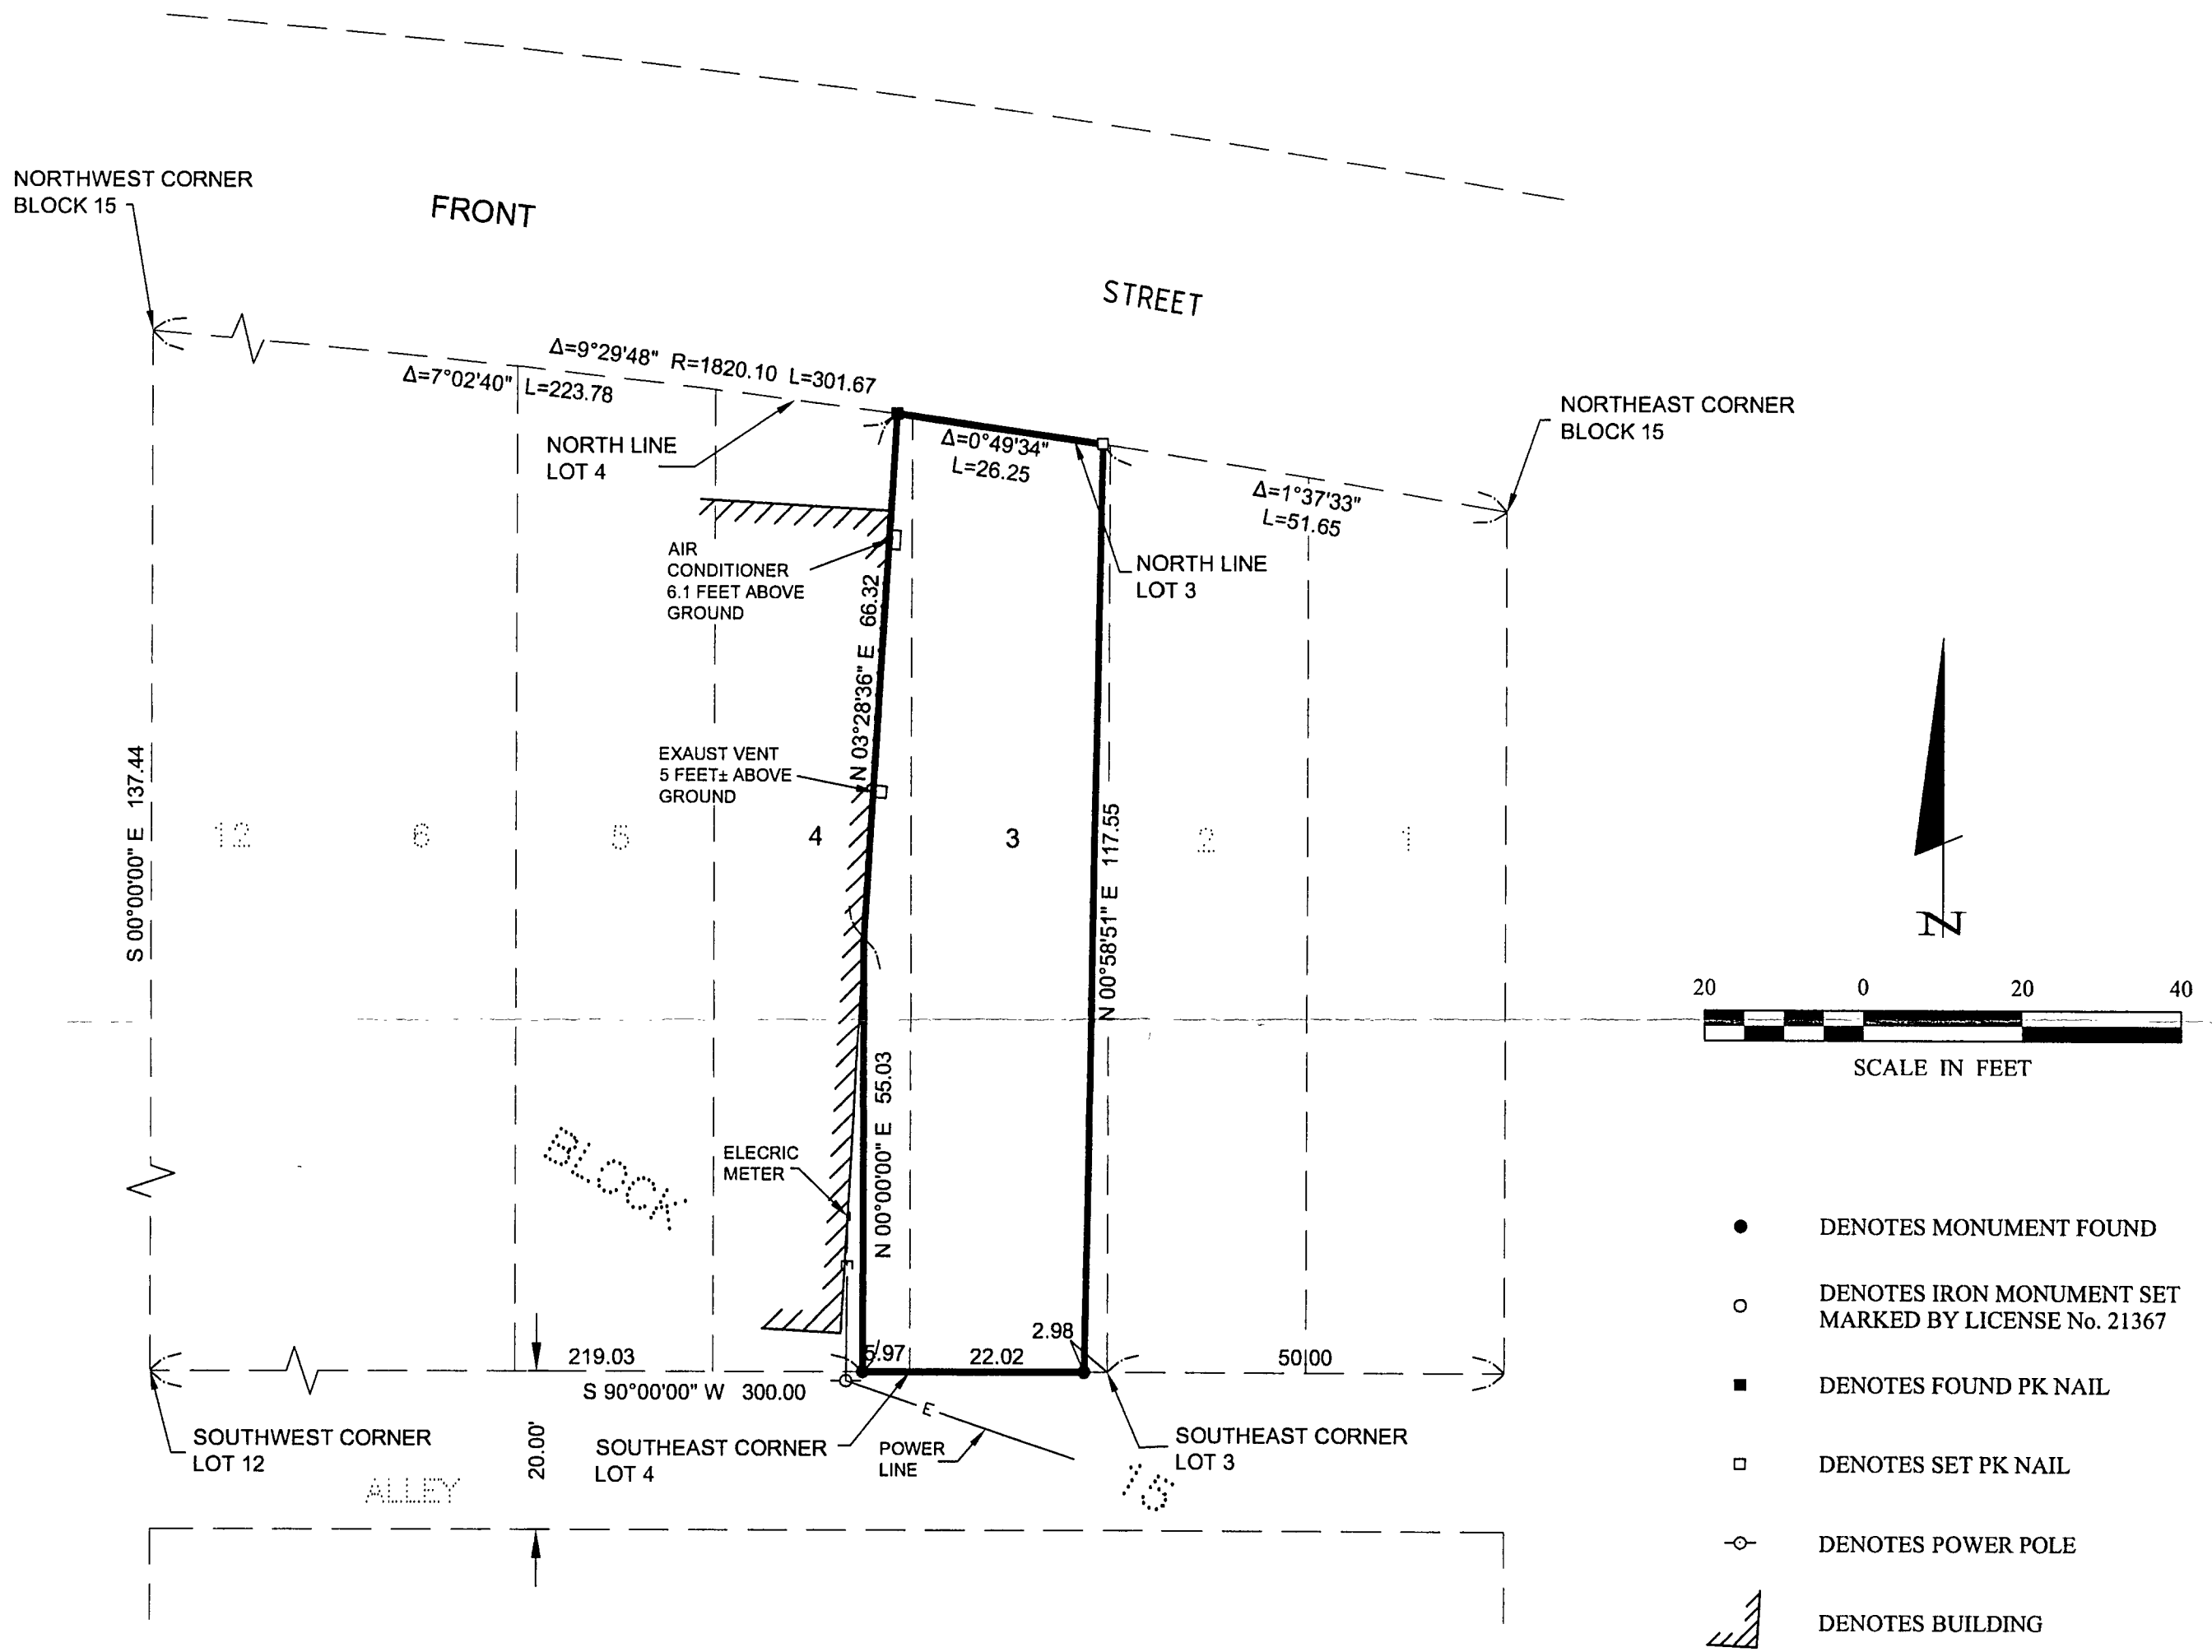 NORTHWEST CORNER
BLOCK 15
FRONT
STREET
Δ=9°29'48" R=1820.10 L=301.67
Δ=7°02'40" L=223.78
NORTH LINE
LOT 4
Δ=0°49'34"
L=26.25
NORTHEAST CORNER
BLOCK 15
Δ=1°37'33"
L=51.65
NORTH LINE
LOT 3
AIR
CONDITIONER
6.1 FEET ABOVE
GROUND
N 03°28'36" E 66.32
EXAUST VENT
5 FEET± ABOVE
GROUND
S 00°00'00" E 137.44
12
6
5
4
3
2
1
N 00°58'51" E 117.55
N
20 0 20 40
SCALE IN FEET
N 00°00'00" E 55.03
BLOCK
ELECRIC
METER
219.03
5.97
22.02
2.98
50.00
S 90°00'00" W 300.00
SOUTHWEST CORNER
LOT 12
20.00'
SOUTHEAST CORNER
LOT 4
E
POWER
LINE
SOUTHEAST CORNER
LOT 3
ALLEY
15
DENOTES MONUMENT FOUND
DENOTES IRON MONUMENT SET
MARKED BY LICENSE No. 21367
DENOTES FOUND PK NAIL
DENOTES SET PK NAIL
DENOTES POWER POLE
DENOTES BUILDING